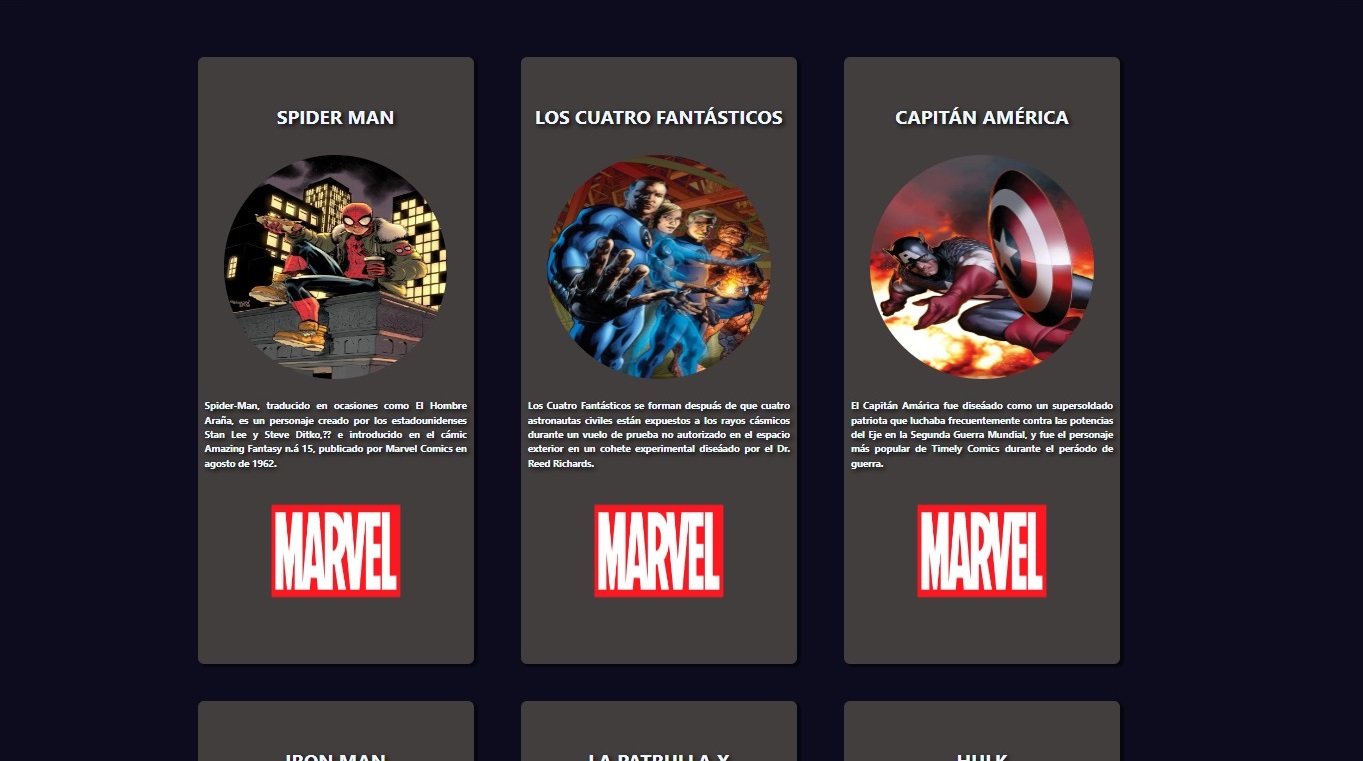 SPIDER MAN
Spider-Man, traducido en ocasiones como El Hombre
Araña, es un personaje creado por los estadounidenses
Stan Lee y Steve Ditko,?? e introducido en el cámic
Amazing Fantasy n.á 15, publicado por Marvel Comics en
agosto de 1962.
MARVEL
LOS CUATRO FANTÁSTICOS
Los Cuatro Fantásticos se forman después de que cuatro
astronautas civiles están expuestos a los rayos cásmicos
durante un vuelo de prueba no autorizado en el espacio
exterior en un cohete experimental diseáado por el Dr.
Reed Richards.
MARVEL
CAPITÁN AMÉRICA
El Capitán Amárica fue diseáado como un supersoldado
patriota que luchaba frecuentemente contra las potencias
del Eje en la Segunda Guerra Mundial, y fue el personaje
más popular de Timely Comics durante el peráodo de
guerra.
MARVEL
IRON MAN
LA PATRULLA X
HULK